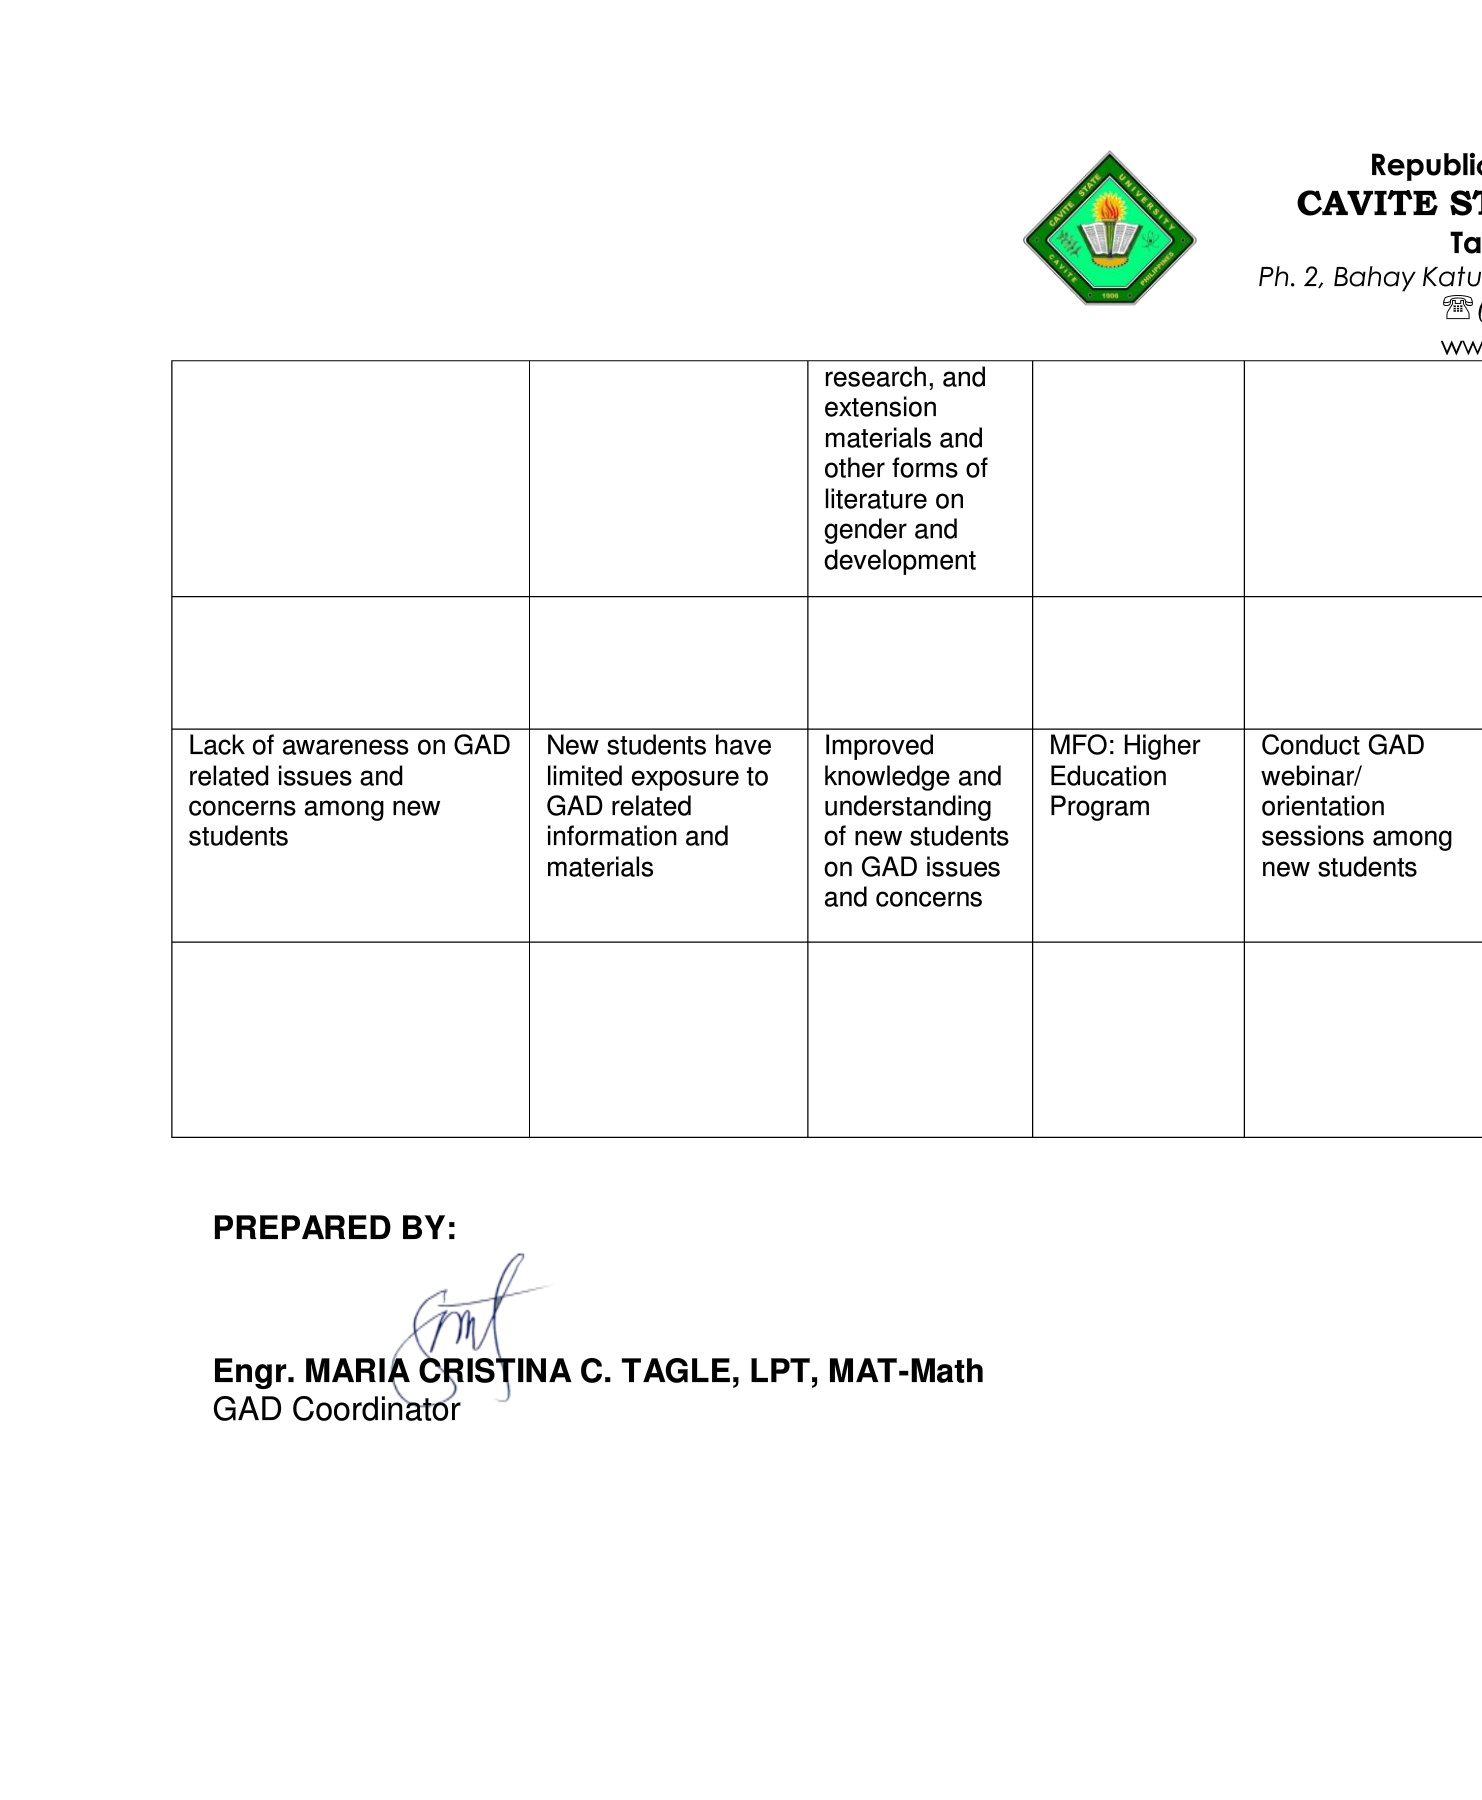 CAVITE STATE UNIVERSITY
CAVITE PHILIPPINES
1906
Republic
CAVITE ST
Ta
Ph. 2, Bahay Katu
(
ww
research, and
extension
materials and
other forms of
literature on
gender and
development
Lack of awareness on GAD
related issues and
concerns among new
students
New students have
limited exposure to
GAD related
information and
materials
Improved
knowledge and
understanding
of new students
on GAD issues
and concerns
MFO: Higher
Education
Program
Conduct GAD
webinar/
orientation
sessions among
new students
PREPARED BY:
Engr. MARIA CRISTINA C. TAGLE, LPT, MAT-Math
GAD Coordinator